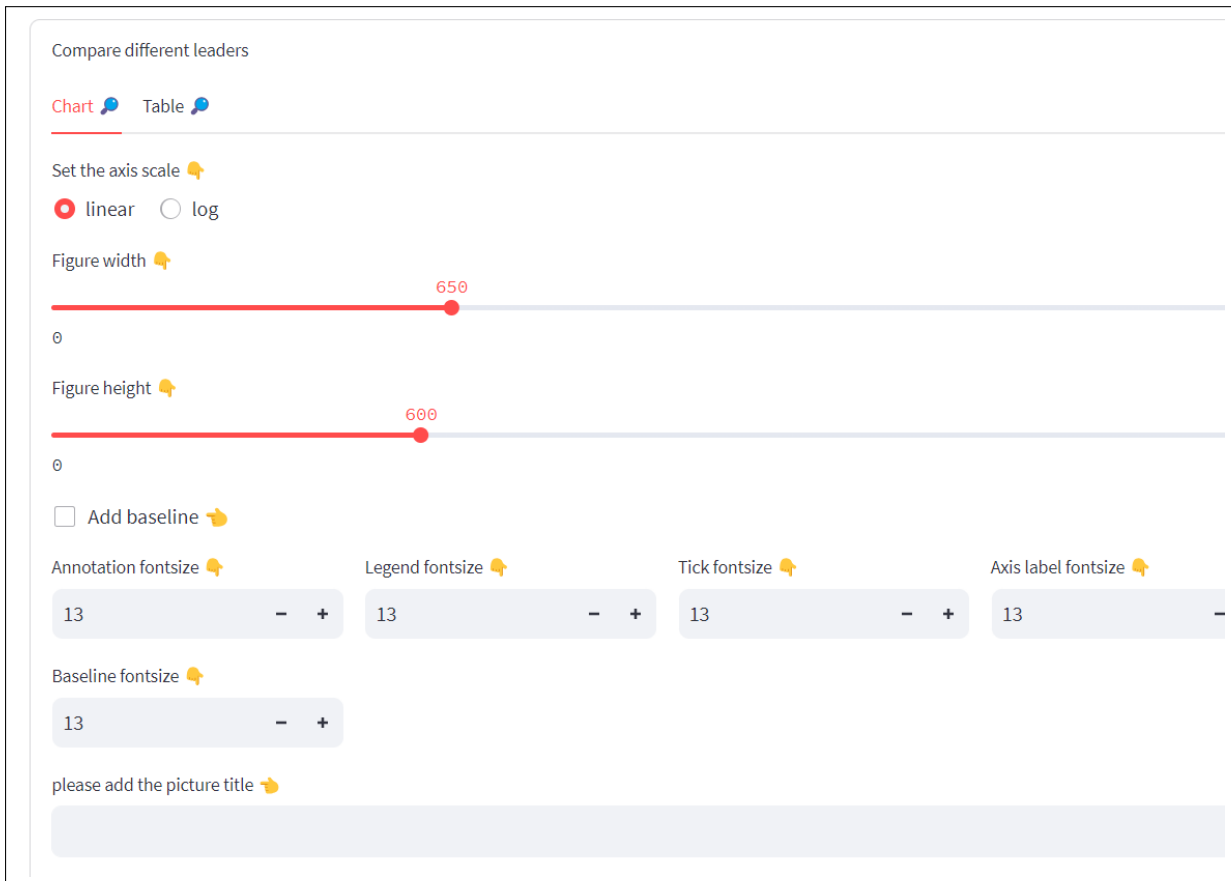 Compare different leaders
Chart 🔎 Table 🔎
Set the axis scale 👇
linear log
Figure width 👇
650
0
Figure height 👇
600
0
Add baseline 👈
Annotation fontsize 👇 Legend fontsize 👇 Tick fontsize 👇 Axis label fontsize 👇
13 - + 13 - + 13 - + 13 -
Baseline fontsize 👇
13 - +
please add the picture title 👈